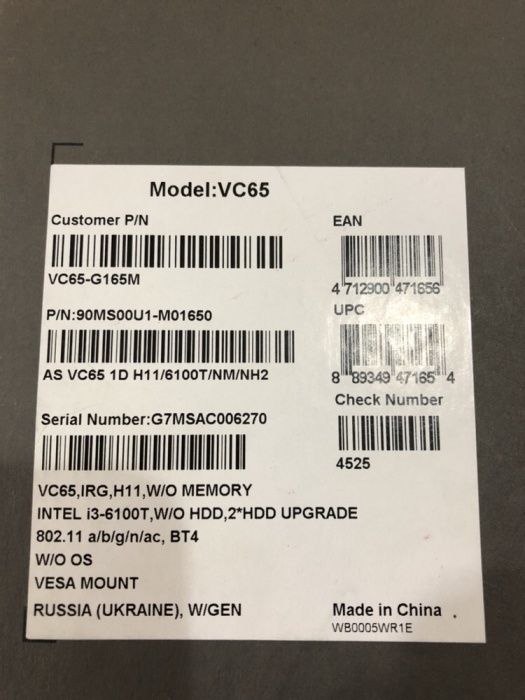 Model:VC65
Customer P/N
VC65-G165M
EAN
4 712900 471656
P/N:90MS00U1-M01650
AS VC65 1D H11/6100T/NM/NH2
UPC
8 89349 47165 4
Serial Number:G7MSAC006270
Check Number
4525
VC65,IRG,H11,W/O MEMORY
INTEL i3-6100T,W/O HDD,2*HDD UPGRADE
802.11 a/b/g/n/ac, BT4
W/O OS
VESA MOUNT
RUSSIA (UKRAINE), W/GEN
Made in China .
WB0005WR1E